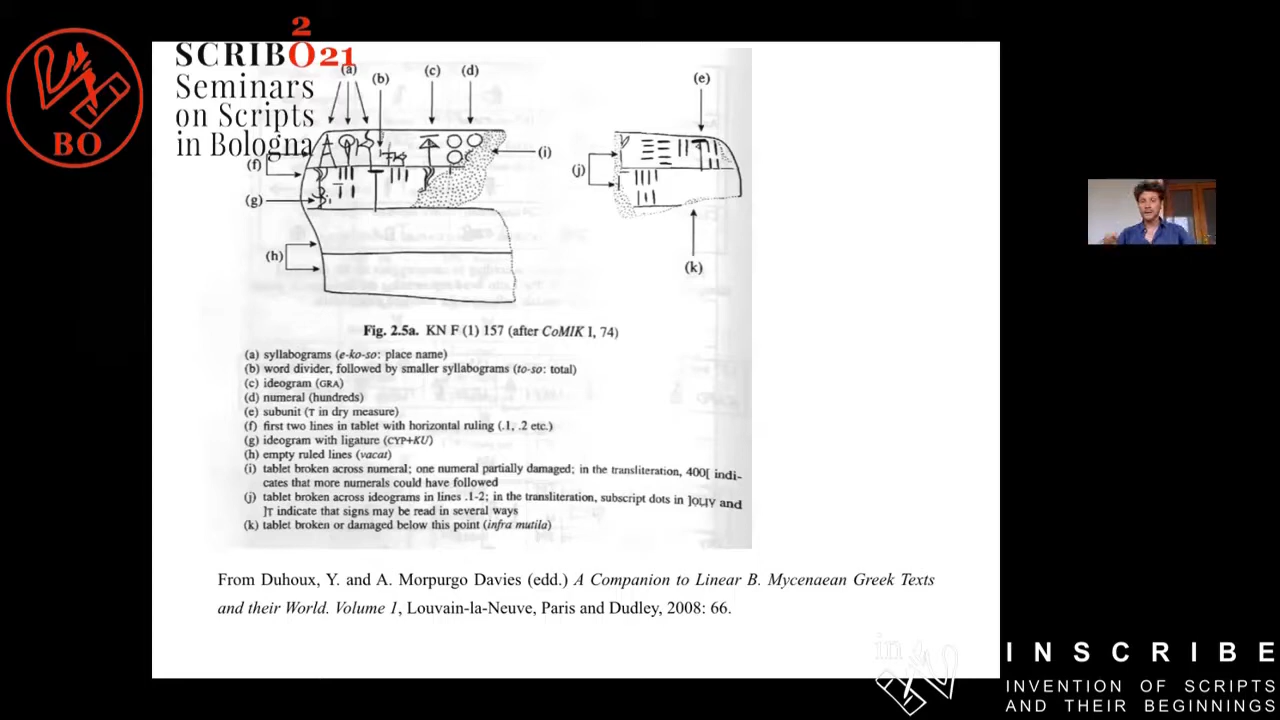 2
SCRIBO21
Seminars
on Scripts
in Bologna
BO
(a)
(b)
(c)
(d)
(e)
(f)
(g)
(h)
(i)
(j)
(k)
Fig. 2.5a. KN F (1) 157 (after CoMIK I, 74)
(a) syllabograms (e-ko-so: place name)
(b) word divider, followed by smaller syllabograms (to-so: total)
(c) ideogram (GRA)
(d) numeral (hundreds)
(e) subunit (T in dry measure)
(f) first two lines in tablet with horizontal ruling (.1, .2 etc.)
(g) ideogram with ligature (CYP+KU)
(h) empty ruled lines (vacat)
(i) tablet broken across numeral; one numeral partially damaged; in the transliteration, 400[ indi-
cates that more numerals could have followed
(j) tablet broken across ideograms in lines .1-2; in the transliteration, subscript dots in ]OLIV and
]T indicate that signs may be read in several ways
(k) tablet broken or damaged below this point (infra mutila)
From Duhoux, Y. and A. Morpurgo Davies (edd.) A Companion to Linear B. Mycenaean Greek Texts
and their World. Volume 1, Louvain-la-Neuve, Paris and Dudley, 2008: 66.
in
INSCRIBE
INVENTION OF SCRIPTS
AND THEIR BEGINNINGS